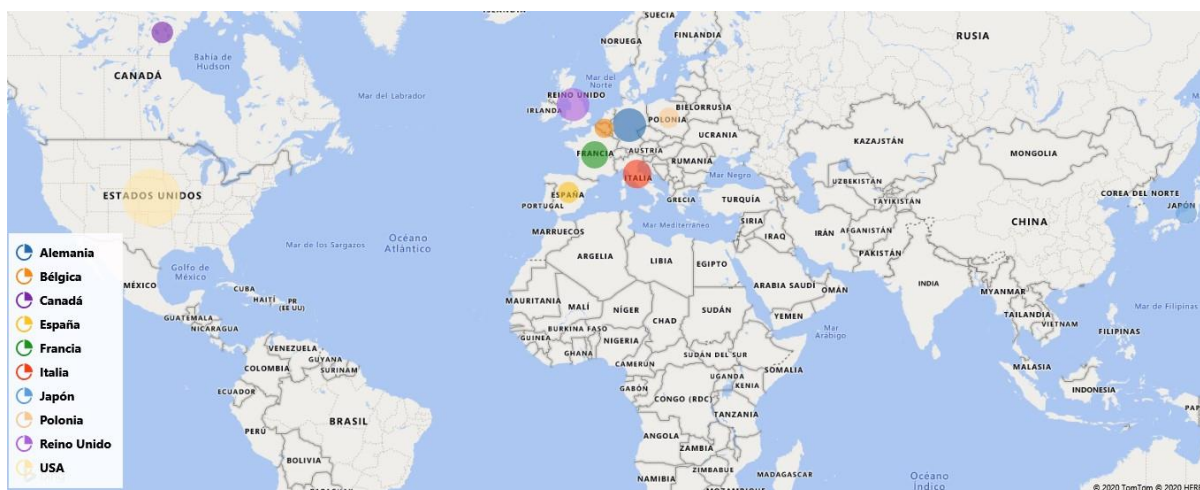 ISLANDIA
SUECIA
FINLANDIA
NORUEGA
RUSIA
Bahía de
Hudson
CANADÁ
Mar del Labrador
Mar del
Norte
REINO UNIDO
IRLANDA
BIELORRUSIA
POLONIA
UCRANIA
KAZAJSTÁN
MONGOLIA
FRANCIA
AUSTRIA
RUMANÍA
ITALIA
Mar Negro
UZBEKISTÁN
COREA DEL NORTE
ESTADOS UNIDOS
ESPAÑA
PORTUGAL
GRECIA
TURQUÍA
TAYIKISTÁN
JAPÓN
CHINA
Mar Mediterráneo
SIRIA
IRAQ
IRÁN
AFGANISTÁN
PAKISTÁN
MARRUECOS
Mar de los Sargazos
Océano
Atlántico
ARGELIA
LIBIA
EGIPTO
Golfo de
México
MÉXICO
CUBA
HAITÍ
PR
(EE UU)
ARABIA SAUDÍ
OMÁN
INDIA
MYANMAR
MAURITANIA
MALÍ
NÍGER
CHAD
SUDÁN
YEMEN
Mar
Arábigo
TAILANDIA
VIETNAM
Mar de Filipinas
FILIPINAS
GUATEMALA
NICARAGUA
BURKINA FASO
GUINEA
GHANA
NIGERIA
CAMERÚN
SUDÁN DEL SUR
SOMALIA
VENEZUELA
GUYANA
SURINAM
COLOMBIA
MALASIA
UGANDA
KENIA
GABÓN
CONGO (RDC)
TANZANIA
INDONESIA
PAP
ECUADOR
PERÚ
BRASIL
BOLIVIA
ANGOLA
ZAMBIA
ZIMBABUE
NAMIBIA
MADAGASCAR
Océano
Índico
Alemania
Bélgica
Canadá
España
Francia
Italia
Japón
Polonia
Reino Unido
USA
© 2020 TomTom © 2020 HERE